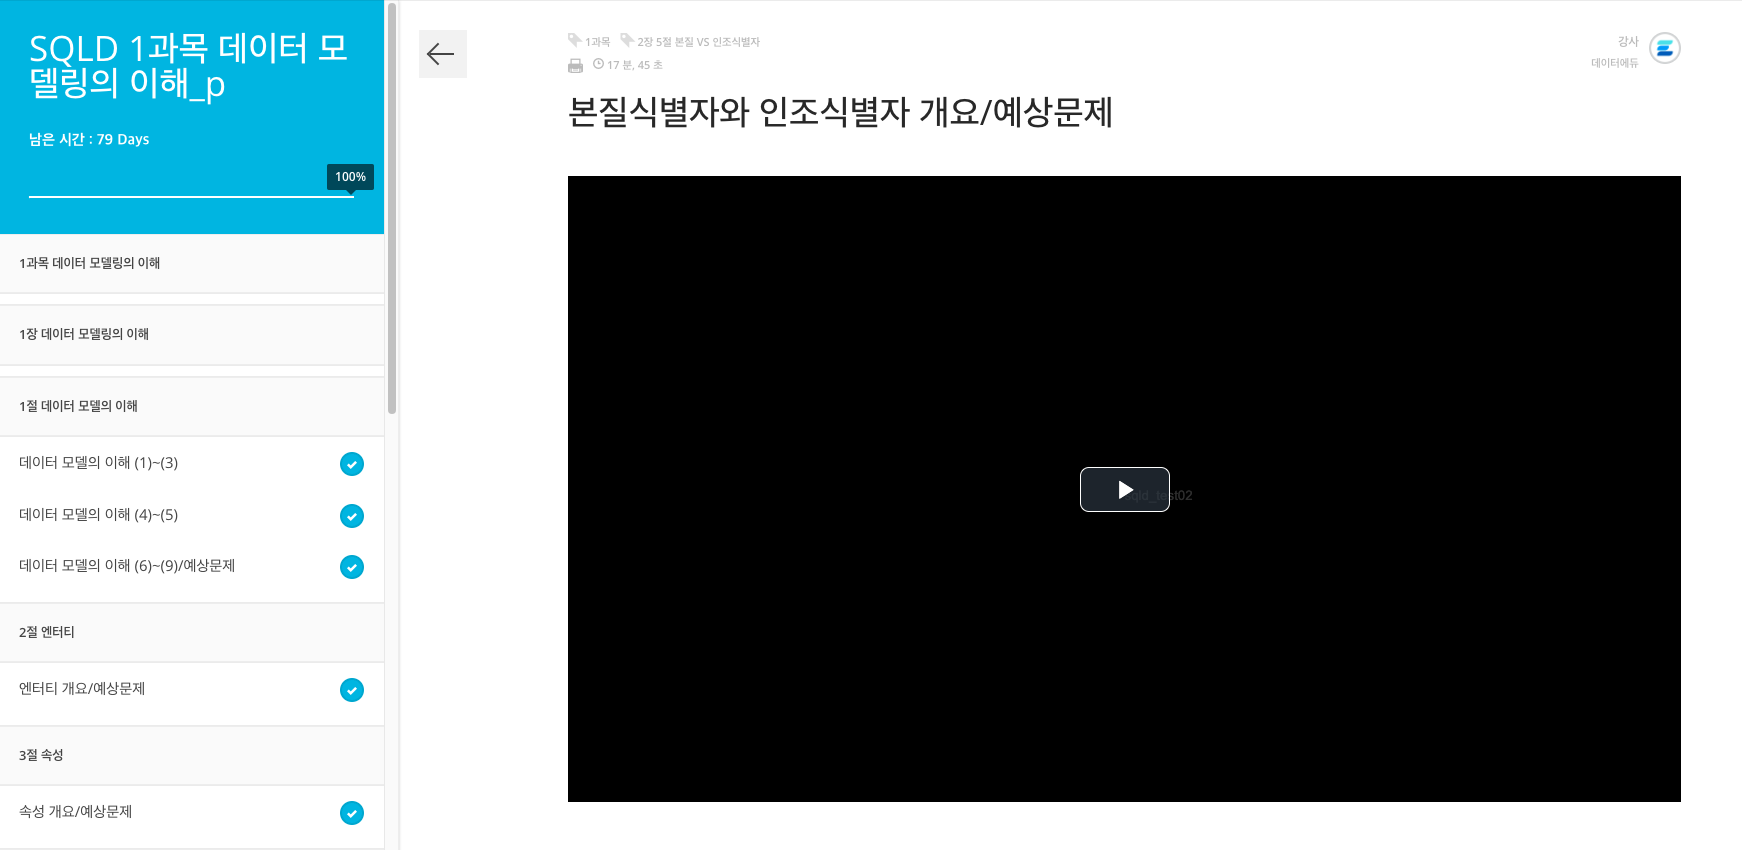 SQLD 1과목 데이터 모
델링의 이해_p
남은 시간 : 79 Days
100%
1과목 데이터 모델링의 이해
1장 데이터 모델링의 이해
1절 데이터 모델의 이해
데이터 모델의 이해 (1)~(3)
데이터 모델의 이해 (4)~(5)
데이터 모델의 이해 (6)~(9)/예상문제
2절 엔터티
엔터티 개요/예상문제
3절 속성
속성 개요/예상문제
1과목 2장 5절 본질 VS 인조식별자
17 분, 45 초
강사
데이터에듀
본질식별자와 인조식별자 개요/예상문제
sqld_test02